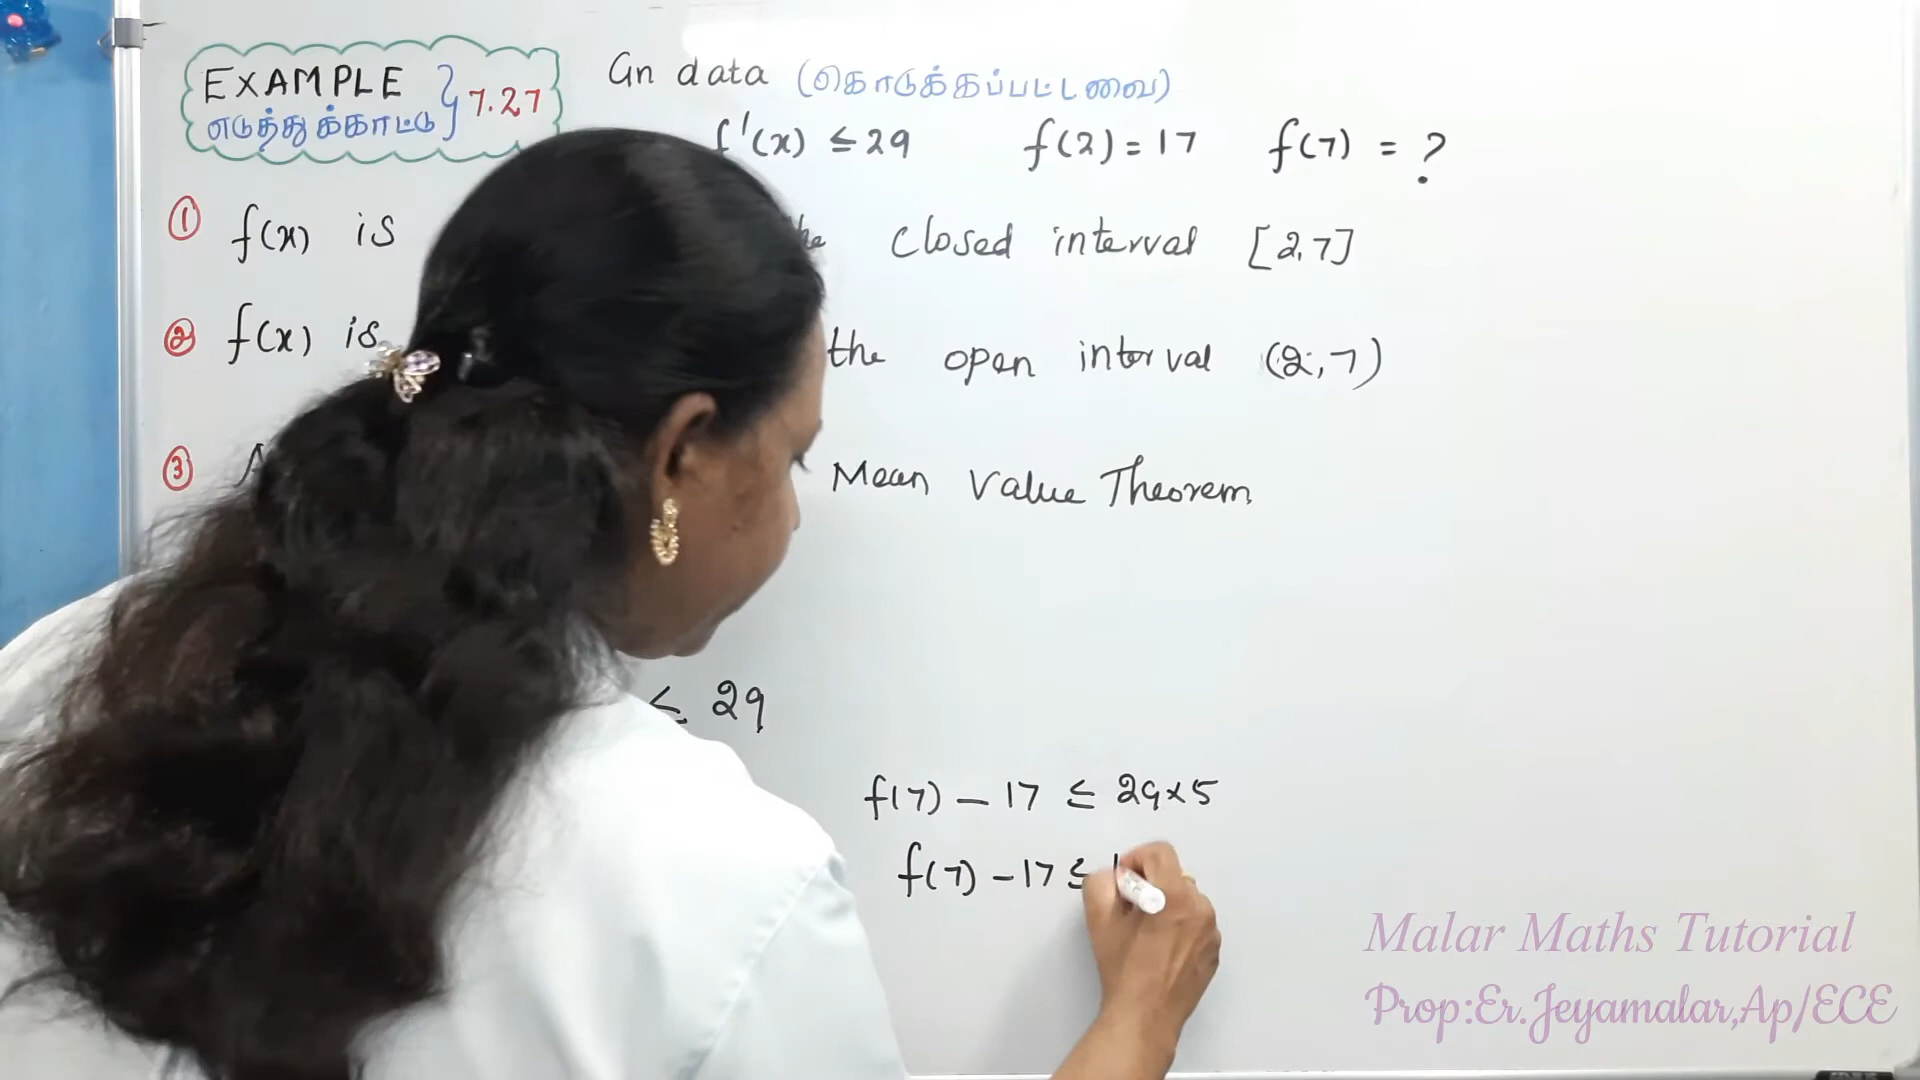 EXAMPLE
எடுத்துக்காட்டு } 7.27
Gn data (கொடுக்கப்பட்டவை)
f'(x) ≤ 29 f(2) = 17 f(7) = ?
① f(x) is closed interval [2,7]
② f(x) is the open interval (2,7)
③ Mean Value Theorem
≤ 29
f(7) – 17 ≤ 29×5
f(7) – 17 ≤
Malar Maths Tutorial
Prop:Er.Jeyamalar,Ap/ECE